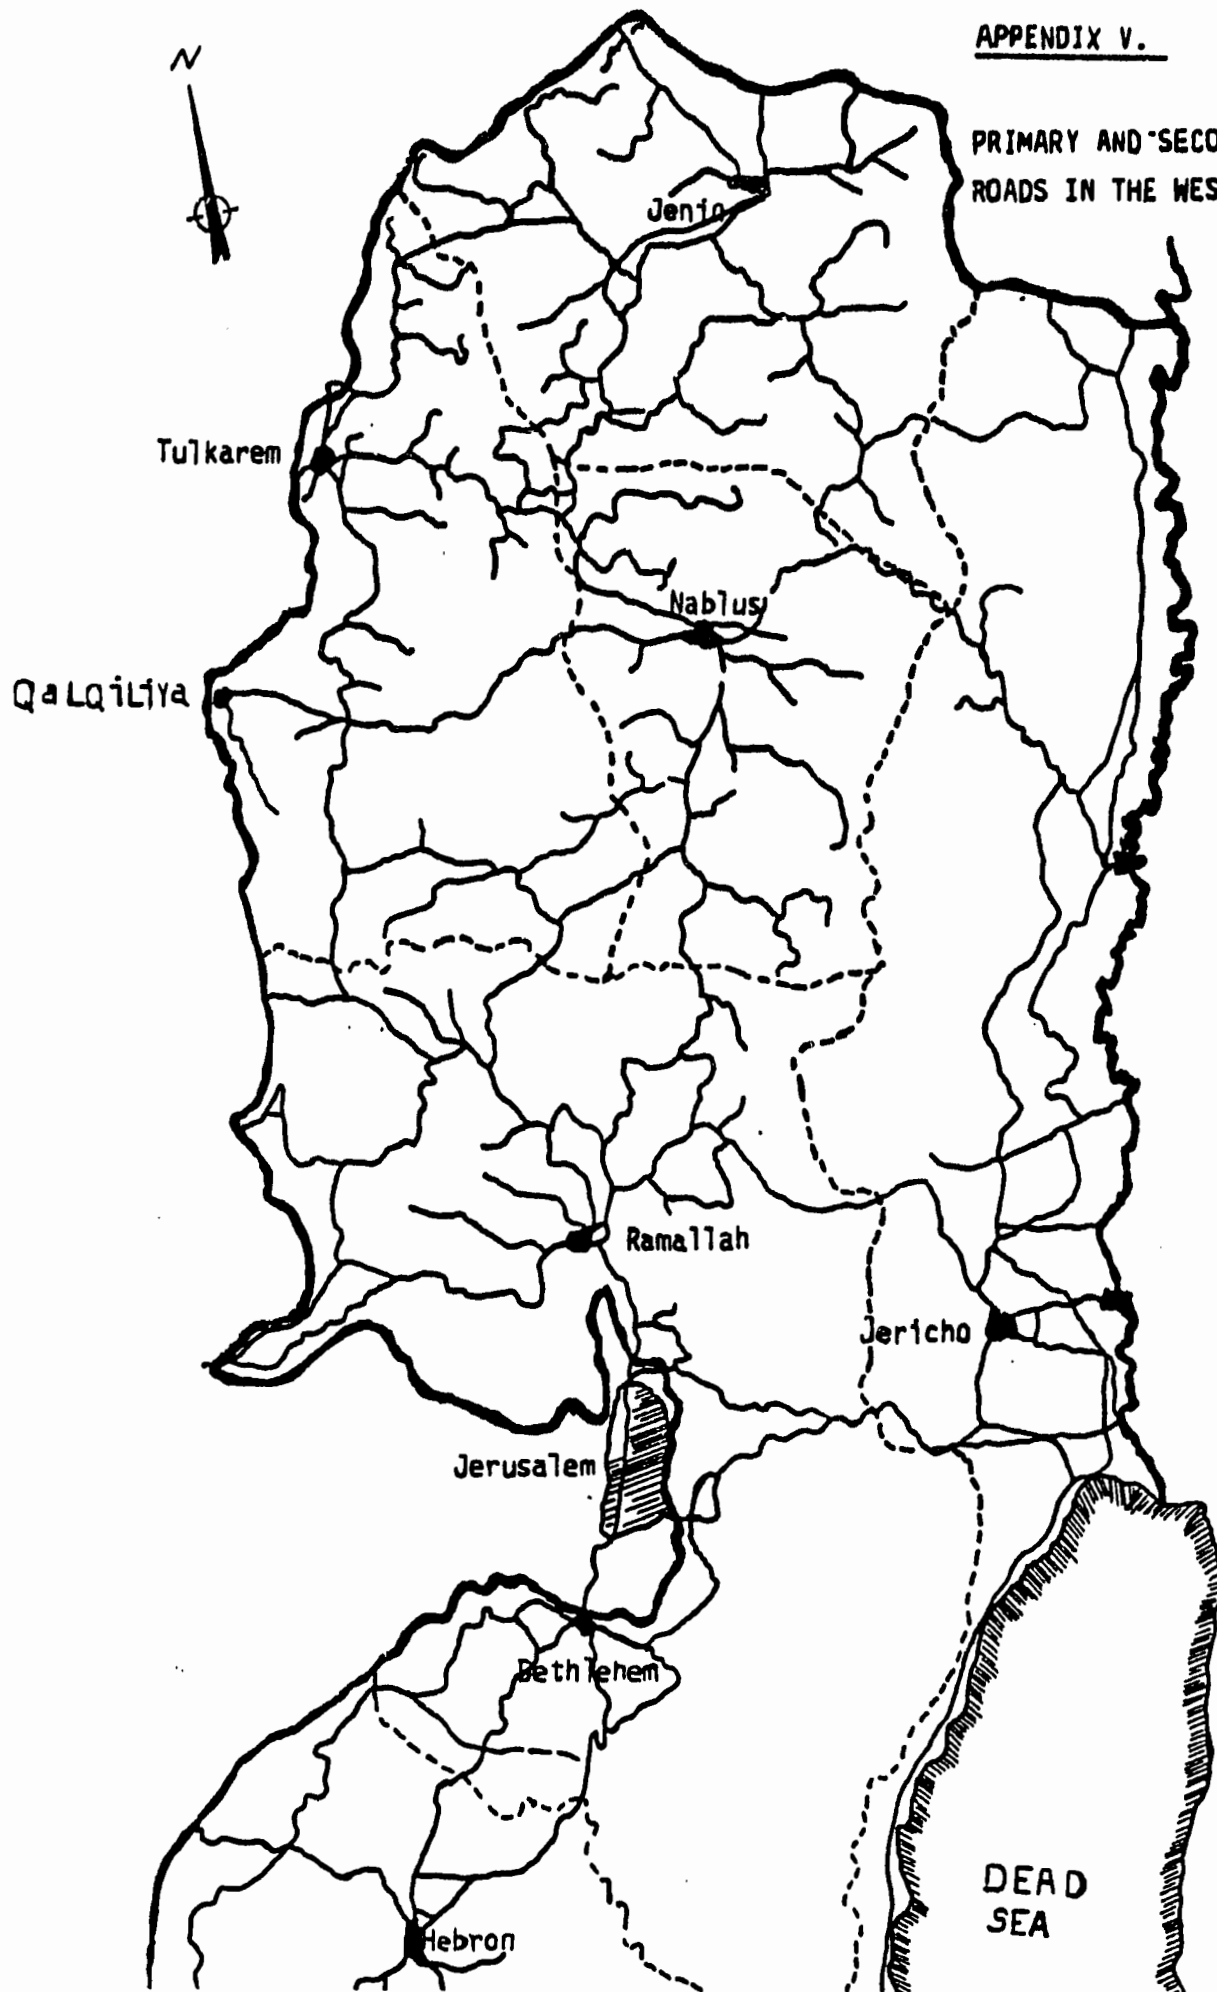 N
APPENDIX V.
PRIMARY AND SECO
ROADS IN THE WES
Jenin
Tulkarem
Nablus
QaLQiLiYa
Ramallah
Jericho
Jerusalem
Bethlehem
DEAD
SEA
Hebron